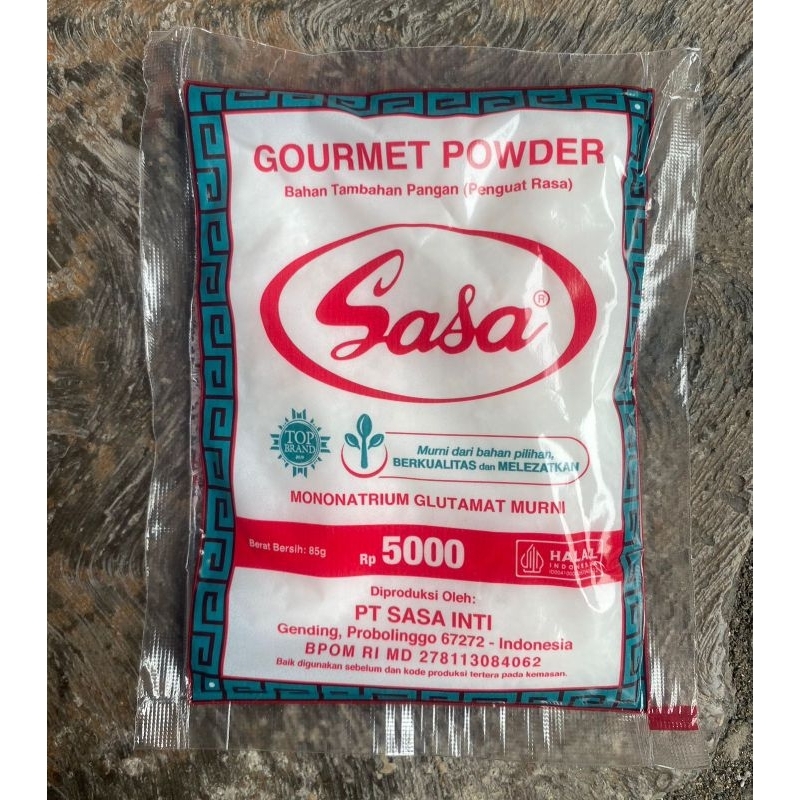 GOURMET POWDER
Bahan Tambahan Pangan (Penguat Rasa)
Sasa®
TOP
BRAND
Murni dari bahan pilihan,
BERKUALITAS dan MELEZATKAN
MONONATRIUM GLUTAMAT MURNI
Berat Bersih: 85g
Rp 5000
HALAL
INDONESIA
Diproduksi Oleh:
PT SASA INTI
Gending, Probolinggo 67272 - Indonesia
BPOM RI MD 278113084062
Baik digunakan sebelum dan kode produksi tertera pada kemasan.